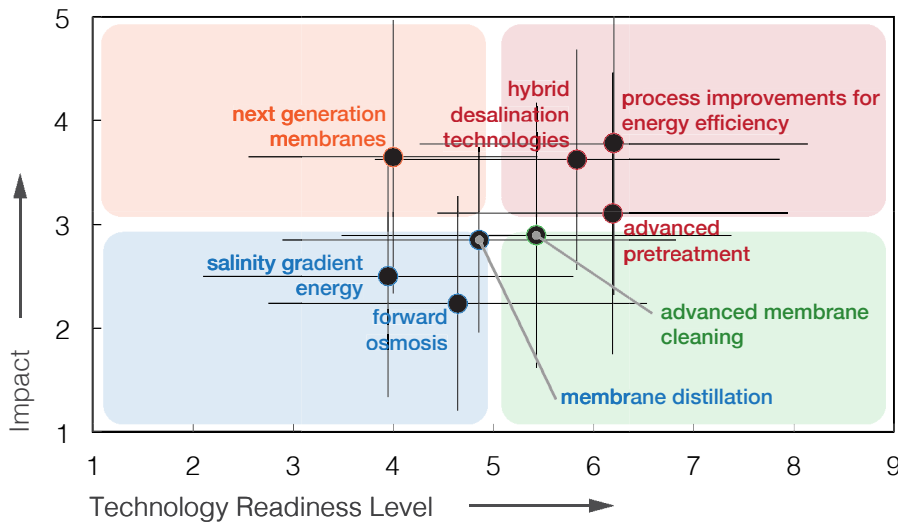 5
4
3
2
1
Impact
next generation
membranes
hybrid
desalination
technologies
process improvements for
energy efficiency
advanced
pretreatment
salinity gradient
energy
forward
osmosis
advanced membrane
cleaning
membrane distillation
1 2 3 4 5 6 7 8 9
Technology Readiness Level